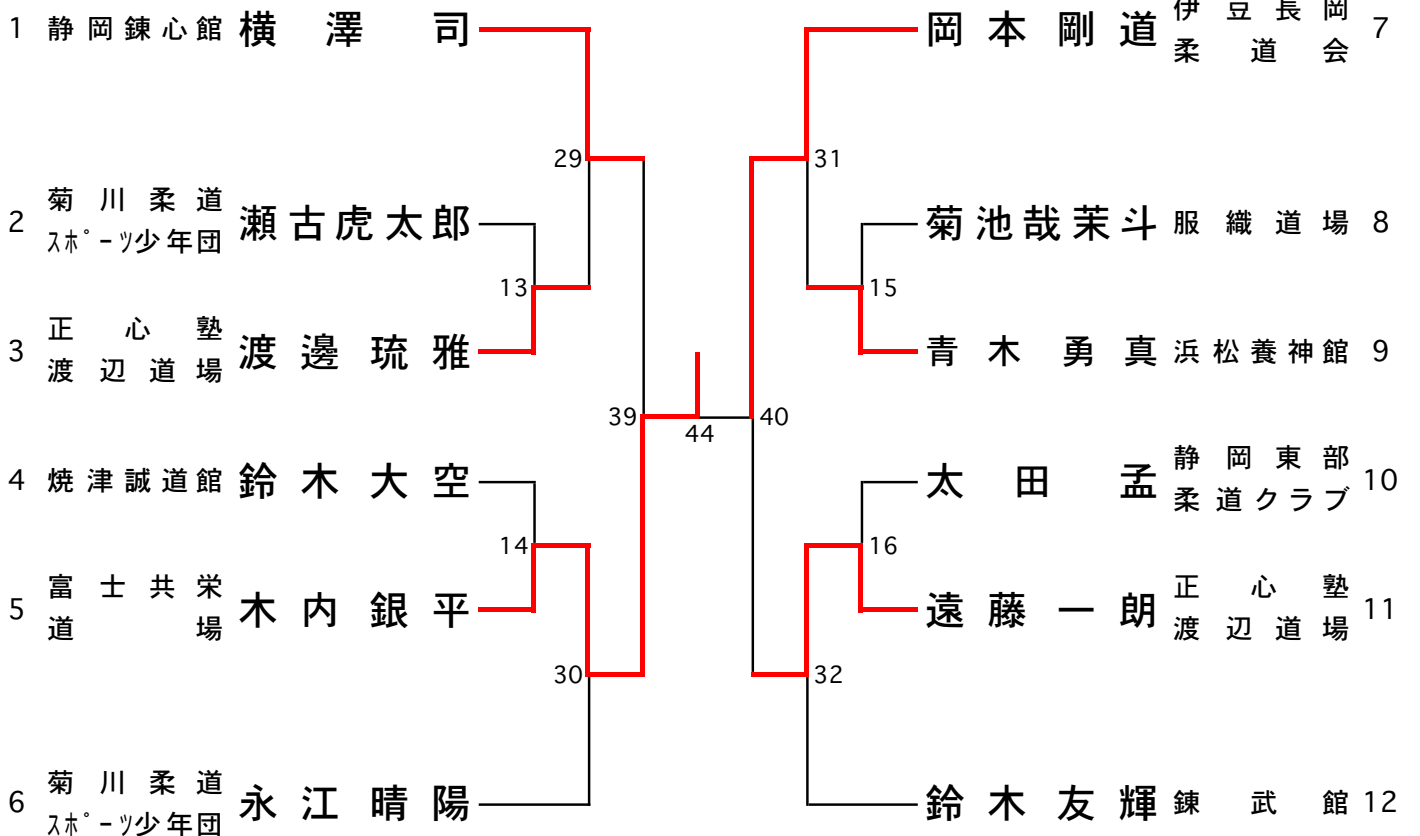 1 静岡錬心館 横澤司
29
2 菊川柔道
スポーツ少年団 瀬古虎太郎
13
3 正心塾
渡辺道場 渡邊琉雅
39
4 焼津誠道館 鈴木大空
14
5 富士共栄
道場 木内銀平
30
6 菊川柔道
スポーツ少年団 永江晴陽
44
岡本剛道 伊豆長岡
柔道会 7
31
菊池哉茉斗 服織道場 8
15
青木勇真 浜松養神館 9
40
太田孟 静岡東部
柔道クラブ 10
16
遠藤一朗 正心塾
渡辺道場 11
32
鈴木友輝 錬武館 12